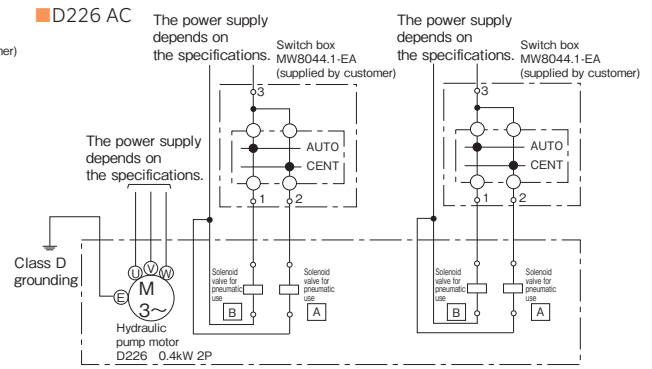 D226 AC
mer)
The power supply
depends on
the specifications.
Switch box
MW8044.1-EA
(supplied by customer)
3
AUTO
CENT
1
2
The power supply
depends on
the specifications.
Switch box
MW8044.1-EA
(supplied by customer)
3
AUTO
CENT
1
2
The power supply
depends on
the specifications.
Class D
grounding
U
V
W
E
M
3~
Hydraulic
pump motor
D226 0.4kW 2P
Solenoid
valve for
pneumatic
use
B
Solenoid
valve for
pneumatic
use
A
Solenoid
valve for
pneumatic
use
B
Solenoid
valve for
pneumatic
use
A